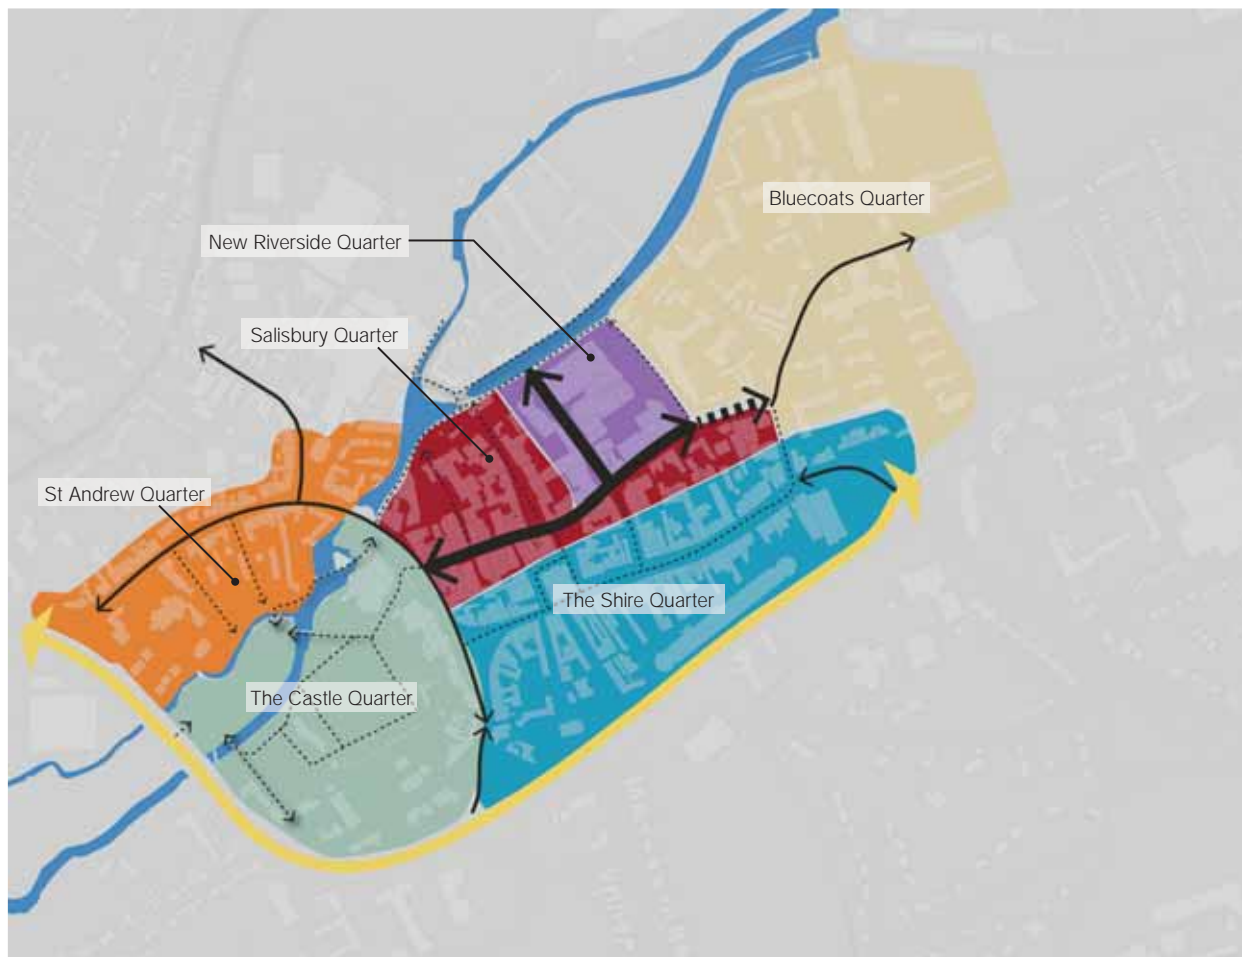 Bluecoats Quarter
New Riverside Quarter
Salisbury Quarter
St Andrew Quarter
The Shire Quarter
The Castle Quarter